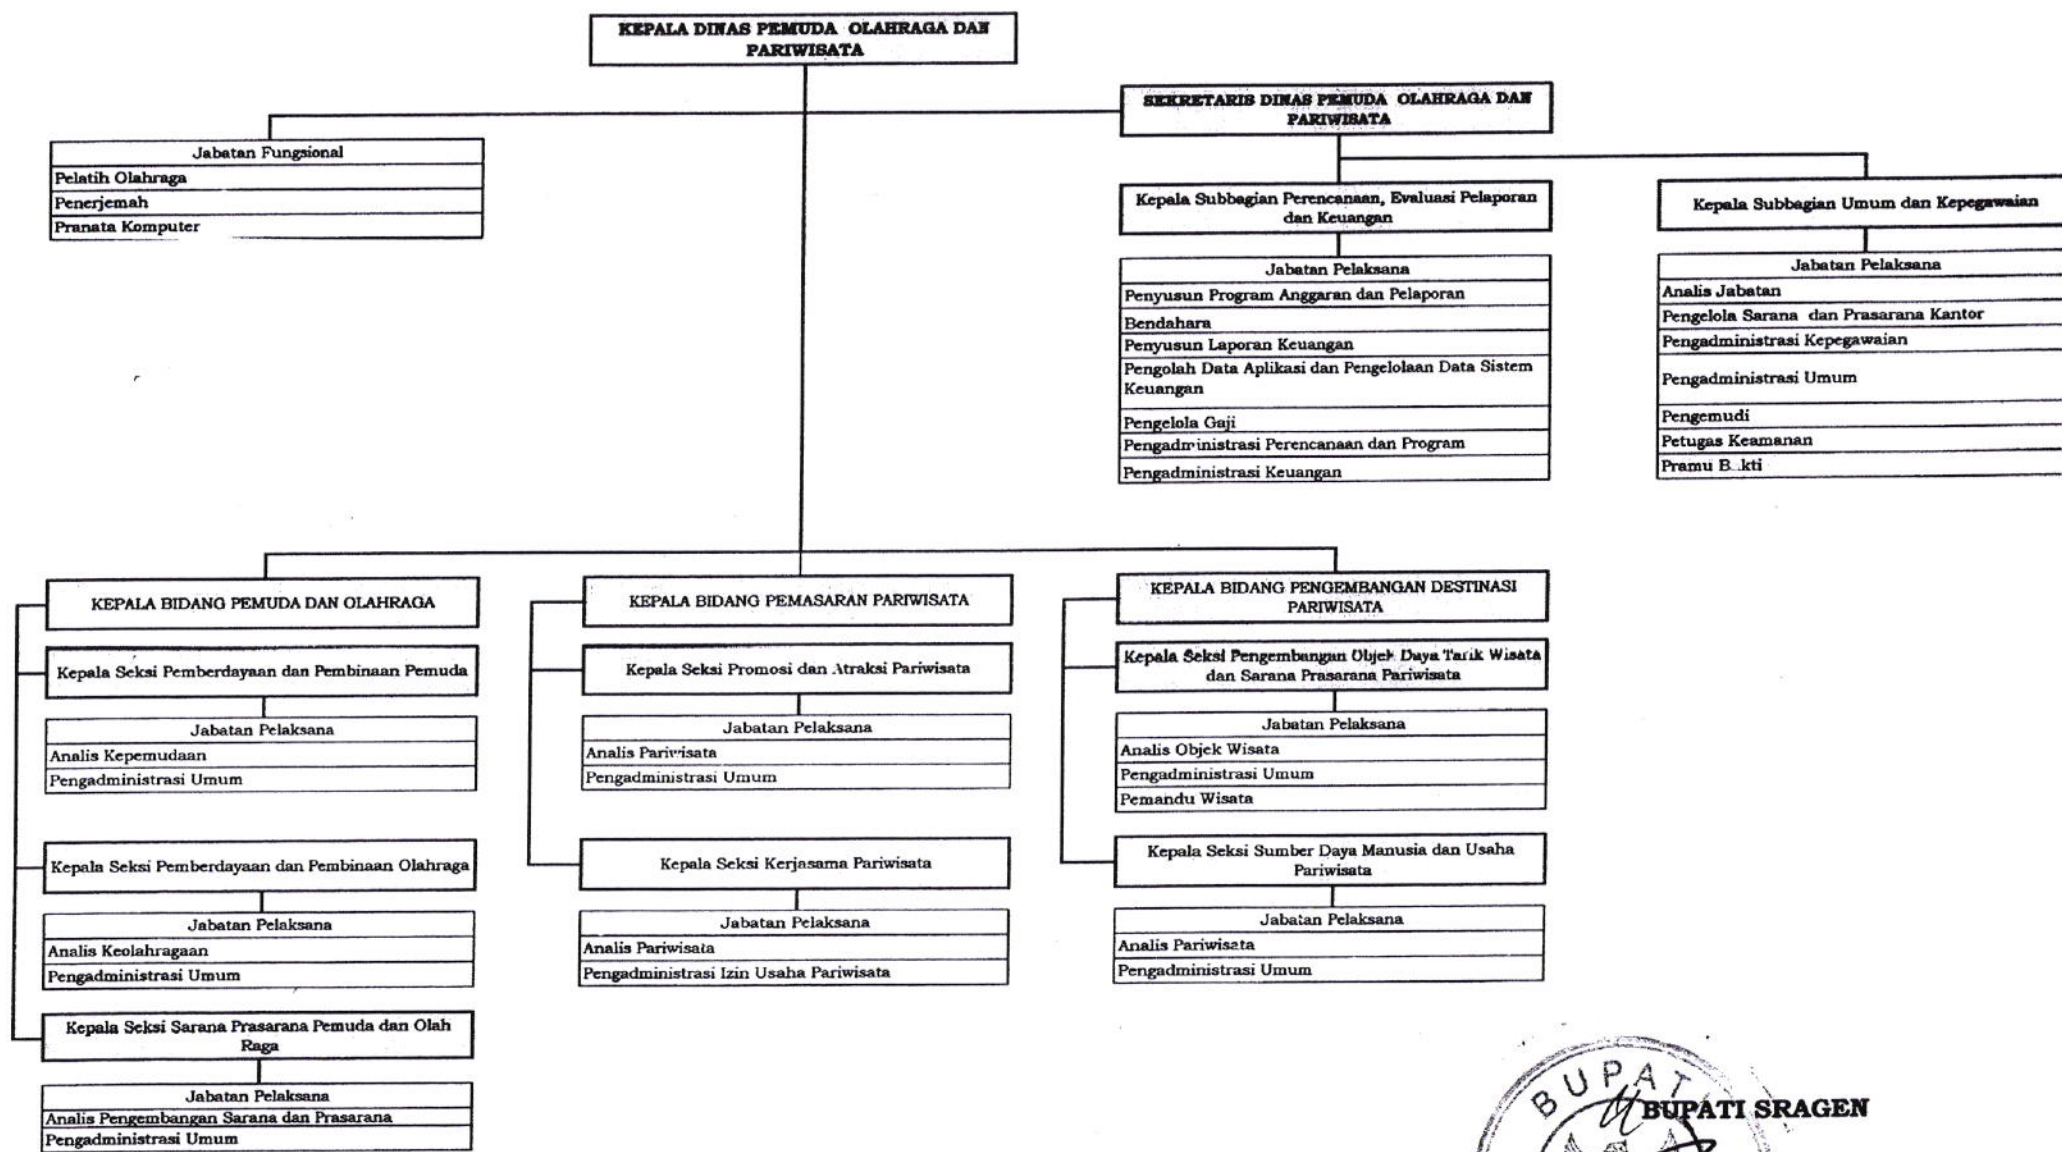 KEPALA DINAS PEMUDA OLAHRAGA DAN
PARIWISATA
SEKRETARIS DINAS PEMUDA OLAHRAGA DAN
PARIWISATA
Jabatan Fungsional
Pelatih Olahraga
Penerjemah
Pranata Komputer
Kepala Subbagian Perencanaan, Evaluasi Pelaporan
dan Keuangan
Jabatan Pelaksana
Penyusun Program Anggaran dan Pelaporan
Bendahara
Penyusun Laporan Keuangan
Pengolah Data Aplikasi dan Pengelolaan Data Sistem
Keuangan
Pengelola Gaji
Pengadministrasi Perencanaan dan Program
Pengadministrasi Keuangan
Kepala Subbagian Umum dan Kepegawaian
Jabatan Pelaksana
Analis Jabatan
Pengelola Sarana dan Prasarana Kantor
Pengadministrasi Kepegawaian
Pengadministrasi Umum
Pengemudi
Petugas Keamanan
Pramu
KEPALA BIDANG PEMUDA DAN OLAHRAGA
Kepala Seksi Pemberdayaan dan Pembinaan Pemuda
Jabatan Pelaksana
Analis Kepemudaan
Pengadministrasi Umum
Kepala Seksi Pemberdayaan dan Pembinaan Olahraga
Jabatan Pelaksana
Analis Keolahragaan
Pengadministrasi Umum
Kepala Seksi Sarana Prasarana Pemuda dan Olah
Raga
Jabatan Pelaksana
Analis Pengembangan Sarana dan Prasarana
Pengadministrasi Umum
KEPALA BIDANG PEMASARAN PARIWISATA
Kepala Seksi Promosi dan Atraksi Pariwisata
Jabatan Pelaksana
Analis Pariwisata
Pengadministrasi Umum
Kepala Seksi Kerjasama Pariwisata
Jabatan Pelaksana
Analis Pariwisata
Pengadministrasi Izin Usaha Pariwisata
KEPALA BIDANG PENGEMBANGAN DESTINASI
PARIWISATA
Kepala Seksi Pengembangan Objek Daya Tarik Wisata
dan Sarana Prasarana Pariwisata
Jabatan Pelaksana
Analis Objek Wisata
Pengadministrasi Umum
Pemandu Wisata
Kepala Seksi Sumber Daya Manusia dan Usaha
Pariwisata
Jabatan Pelaksana
Analis Pariwisata
Pengadministrasi Umum
BUPATI
BUPATI SRAGEN